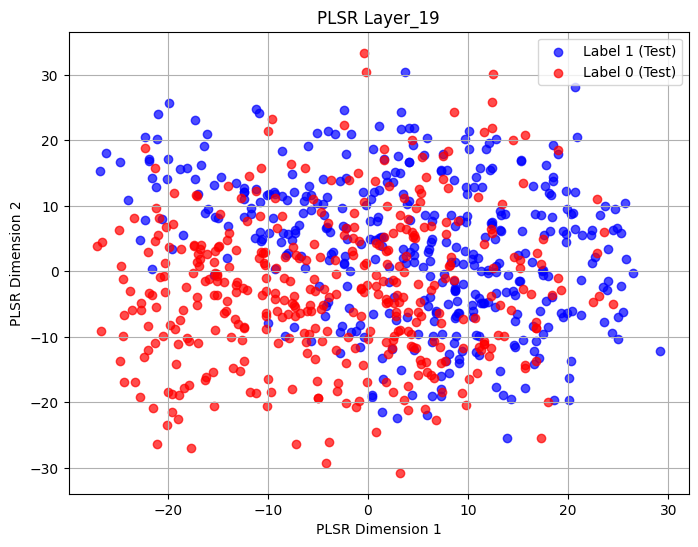 PLSR Layer_19
Label 1 (Test)
Label 0 (Test)
30
20
10
0
−10
−20
−30
PLSR Dimension 2
−20
−10
0
10
20
30
PLSR Dimension 1